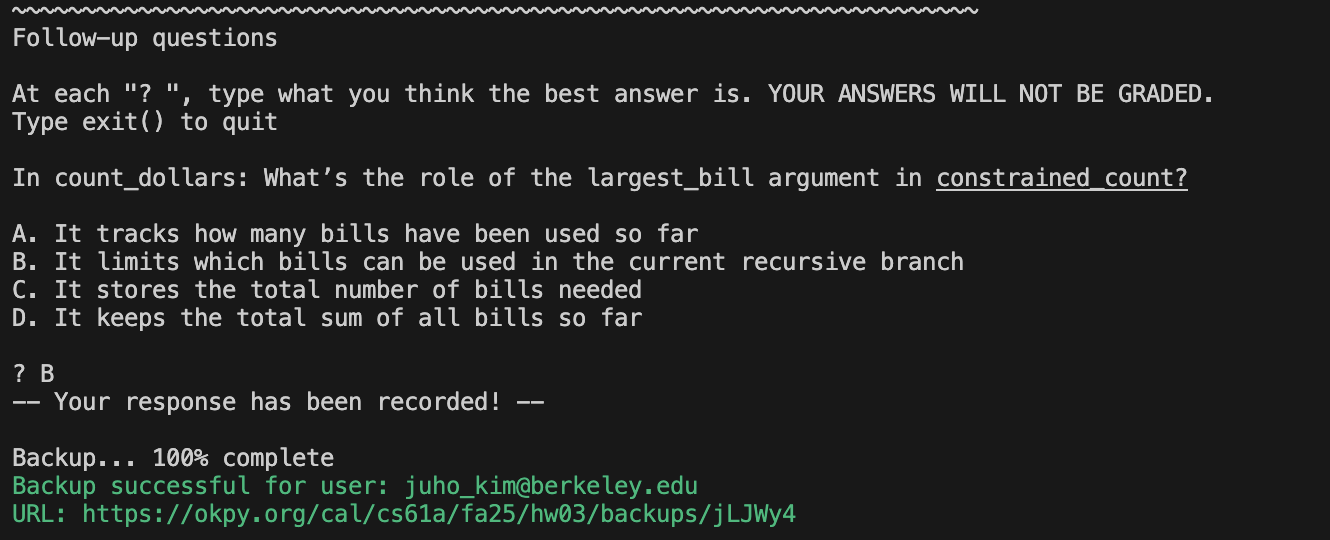 Follow-up questions
At each "? ", type what you think the best answer is. YOUR ANSWERS WILL NOT BE GRADED.
Type exit() to quit
In count_dollars: What’s the role of the largest_bill argument in constrained_count?
A. It tracks how many bills have been used so far
B. It limits which bills can be used in the current recursive branch
C. It stores the total number of bills needed
D. It keeps the total sum of all bills so far
? B
-- Your response has been recorded! --
Backup... 100% complete
Backup successful for user: juho_kim@berkeley.edu
URL: https://okpy.org/cal/cs61a/fa25/hw03/backups/jLJWy4